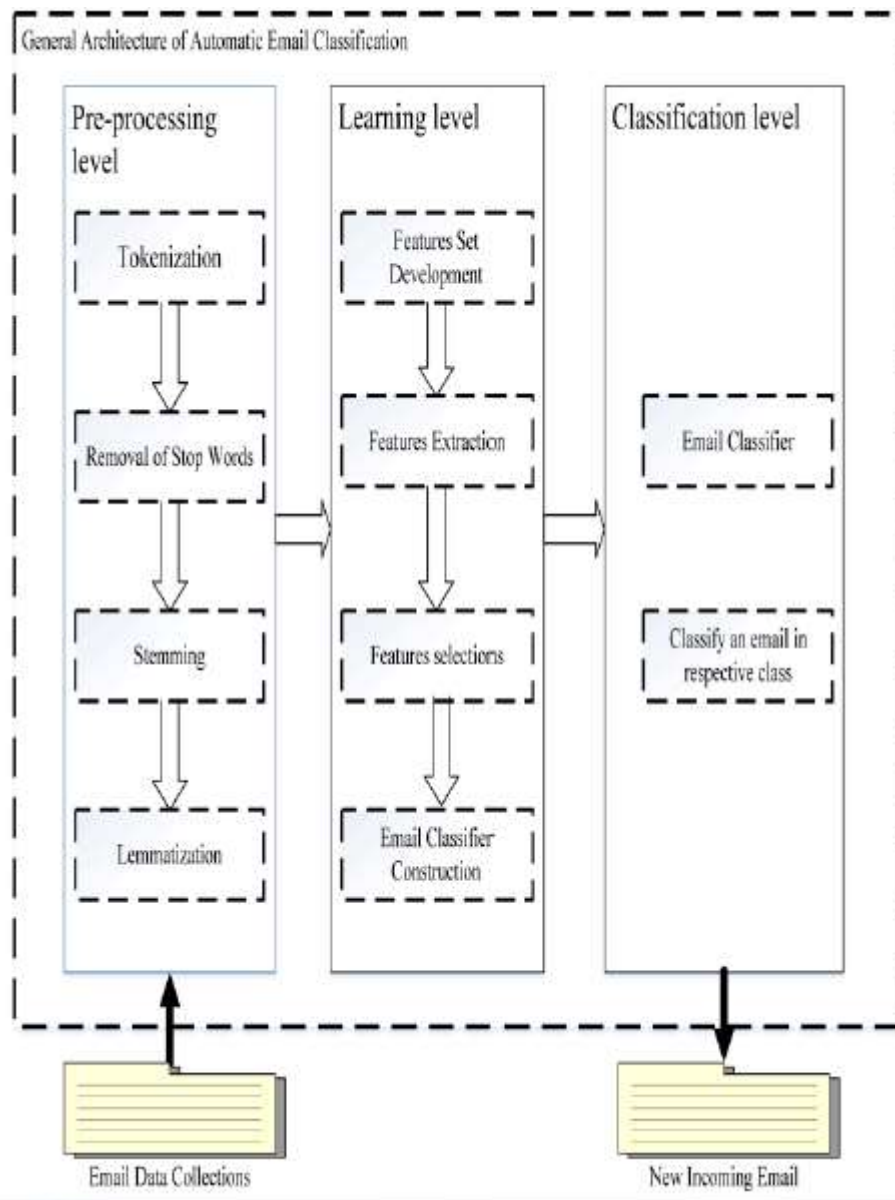 General Architecture of Automatic Email Classification
Pre-processing
level
Tokenization
Removal of Stop Words
Stemming
Lemmatization
Learning level
Features Set
Development
Features Extraction
Features selections
Email Classifier
Construction
Classification level
Email Classifier
Classify an email in
respective class
Email Data Collections
New Incoming Email